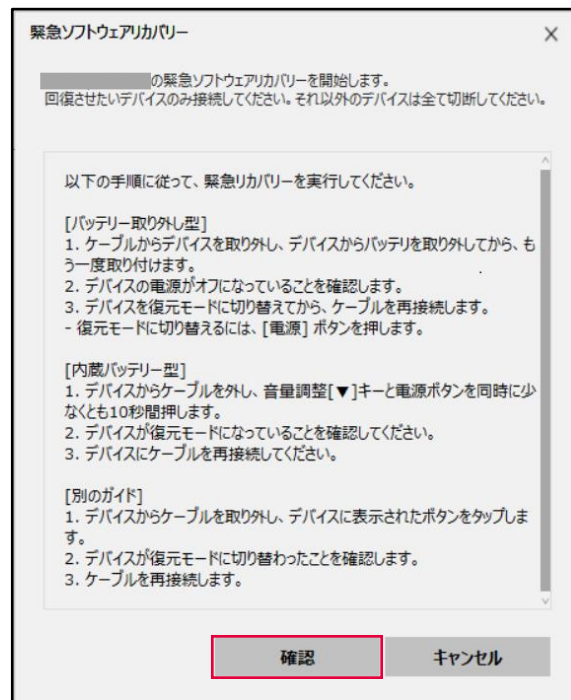 緊急ソフトウェアリカバリー
の緊急ソフトウェアリカバリーを開始します。
回復させたいデバイスのみ接続してください。それ以外のデバイスは全て切断してください。
以下の手順に従って、緊急リカバリーを実行してください。
[バッテリー取り外し型]
1. ケーブルからデバイスを取り外し、デバイスからバッテリを取り外してから、も
う一度取り付けます。
2. デバイスの電源がオフになっていることを確認します。
3. デバイスを復元モードに切り替えてから、ケーブルを再接続します。
- 復元モードに切り替えるには、[電源] ボタンを押します。
[内蔵バッテリー型]
1. デバイスからケーブルを外し、音量調整[▼]キーと電源ボタンを同時に少
なくとも10秒間押します。
2. デバイスが復元モードになっていることを確認してください。
3. デバイスにケーブルを再接続してください。
[別のガイド]
1. デバイスからケーブルを取り外し、デバイスに表示されたボタンをタップしま
す。
2. デバイスが復元モードに切り替わったことを確認します。
3. ケーブルを再接続します。
確認
キャンセル